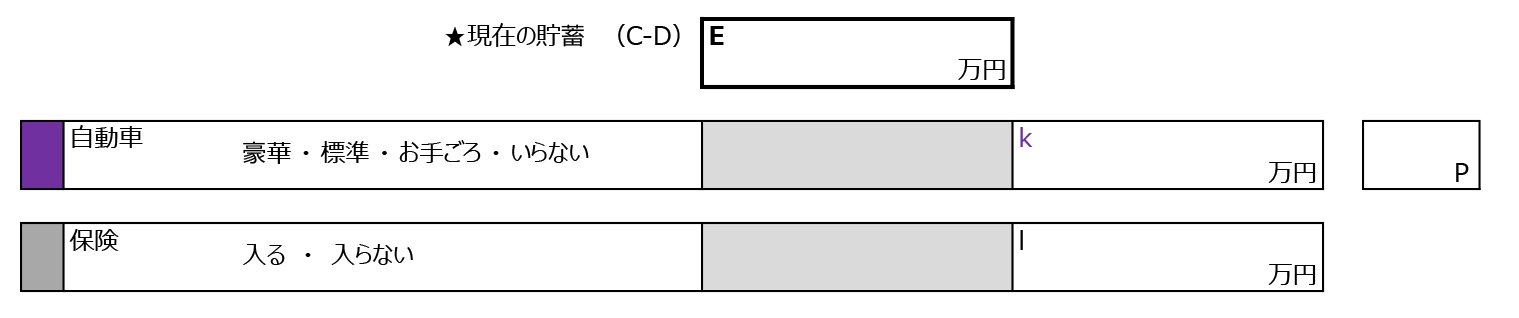 ★現在の貯蓄　（C-D）　E
万円
自動車　豪華・標準・お手ごろ・いらない　k
万円　P
保険　入る ・ 入らない　l
万円